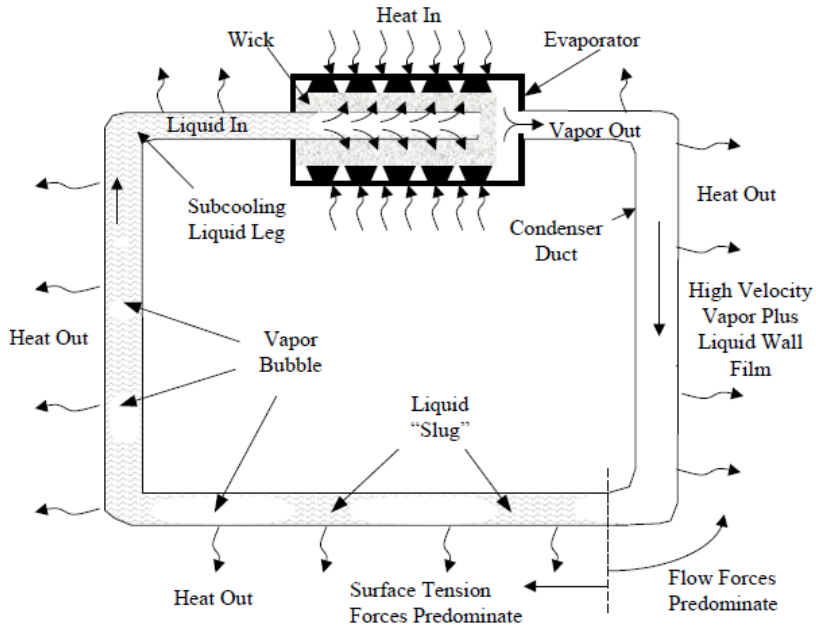 Heat In
Wick
Evaporator
Liquid In
Vapor Out
Subcooling
Liquid Leg
Condenser
Duct
Heat Out
High Velocity
Vapor Plus
Liquid Wall
Film
Heat Out
Vapor
Bubble
Liquid
“Slug”
Heat Out
Surface Tension
Forces Predominate
Flow Forces
Predominate